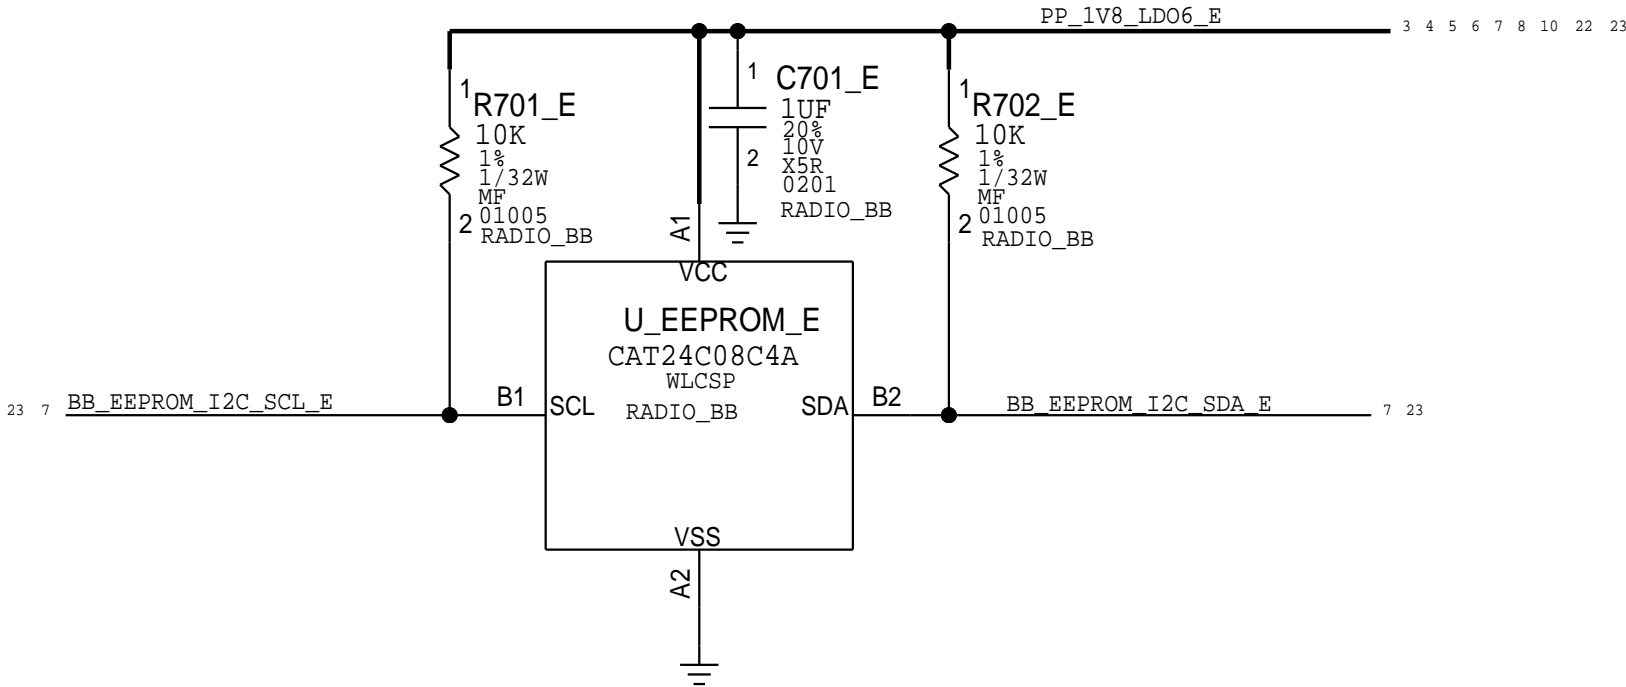 PP_1V8_LDO6_E
3 4 5 6 7 8 10 22 23
1
R701_E
10K
1%
1/32W
MF
2
01005
RADIO_BB
1
C701_E
1UF
20%
10V
2
X5R
0201
RADIO_BB
1
R702_E
10K
1%
1/32W
MF
2
01005
RADIO_BB
A1
VCC
U_EEPROM_E
CAT24C08C4A
WLCSP
RADIO_BB
23 7 BB_EEPROM_I2C_SCL_E
B1
SCL
SDA
B2
BB_EEPROM_I2C_SDA_E
7 23
VSS
A2